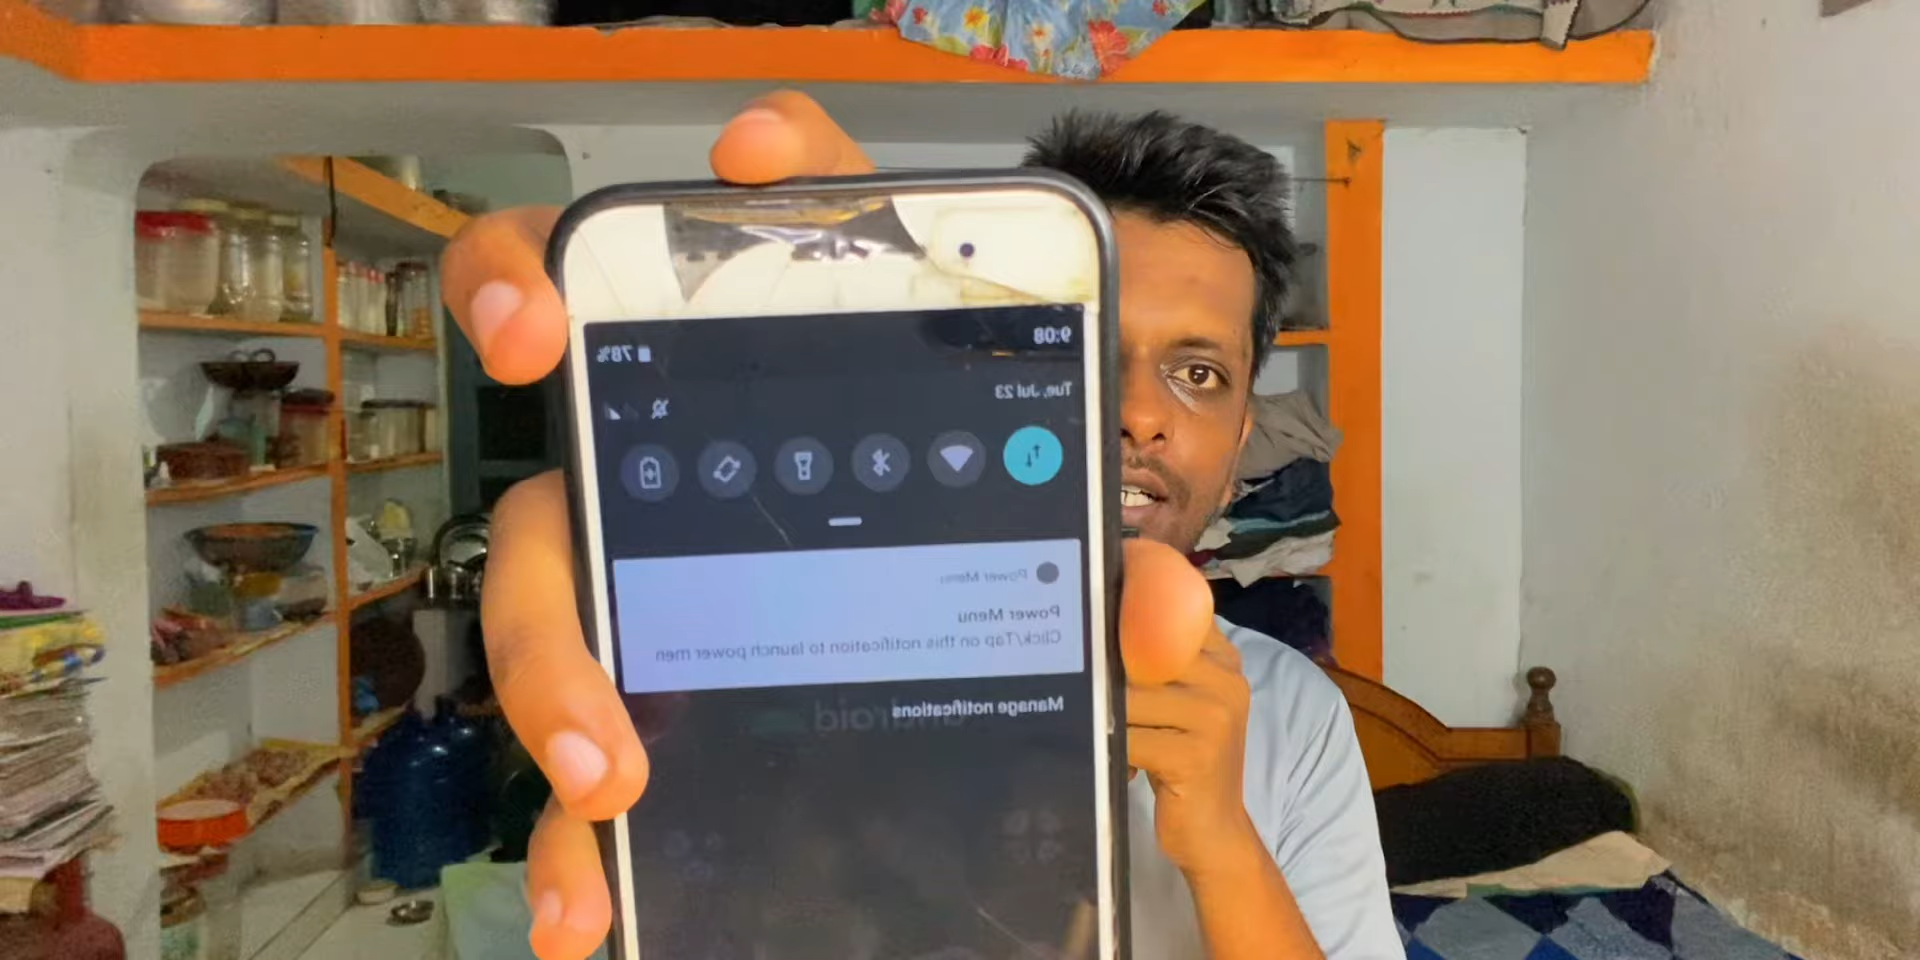 9:08
78%
Tue, Jul 23
Power Menu
Power Menu
Click/Tap on this notification to launch power men
Manage notifications
android